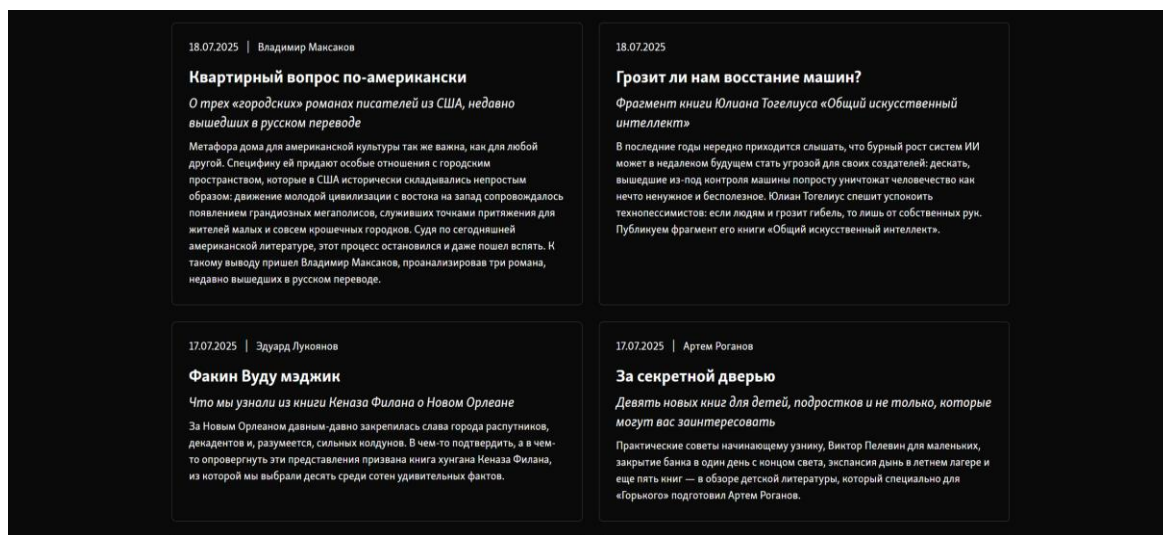 18.07.2025 | Владимир Максаков
Квартирный вопрос по-американски
О трех «городских» романах писателей из США, недавно
вышедших в русском переводе
Метафора дома для американской культуры так же важна, как для любой
другой. Специфику ей придают особые отношения с городским
пространством, которые в США исторически складывались непростым
образом: движение молодой цивилизации с востока на запад сопровождалось
появлением грандиозных мегаполисов, служивших точками притяжения для
жителей малых и совсем крошечных городков. Судя по сегодняшней
американской литературе, этот процесс остановился и даже пошел вспять. К
такому выводу пришел Владимир Максаков, проанализировав три романа,
недавно вышедших в русском переводе.
18.07.2025
Грозит ли нам восстание машин?
Фрагмент книги Юлиана Тогелиуса «Общий искусственный
интеллект»
В последние годы нередко приходится слышать, что бурный рост систем ИИ
может в недалеком будущем стать угрозой для своих создателей: дескать,
вышедшие из-под контроля машины попросту уничтожат человечество как
нечто ненужное и бесполезное. Юлиан Тогелиус спешит успокоить
технопессимистов: если людям и грозит гибель, то лишь от собственных рук.
Публикуем фрагмент его книги «Общий искусственный интеллект».
17.07.2025 | Эдуард Лукоянов
Факин Вуду мэджик
Что мы узнали из книги Кеназа Филана о Новом Орлеане
За Новым Орлеаном давным-давно закрепилась слава города распутников,
декадентов и, разумеется, сильных колдунов. В чем-то подтвердить, а в чем-
то опровергнуть эти представления призвана книга хунгана Кеназа Филана,
из которой мы выбрали десять среди сотен удивительных фактов.
17.07.2025 | Артем Роганов
За секретной дверью
Девять новых книг для детей, подростков и не только, которые
могут вас заинтересовать
Практические советы начинающему узнику, Виктор Пелевин для маленьких,
закрытие банка в один день с концом света, экспансия дынь в летнем лагере и
еще пять книг — в обзоре детской литературы, который специально для
«Горького» подготовил Артем Роганов.